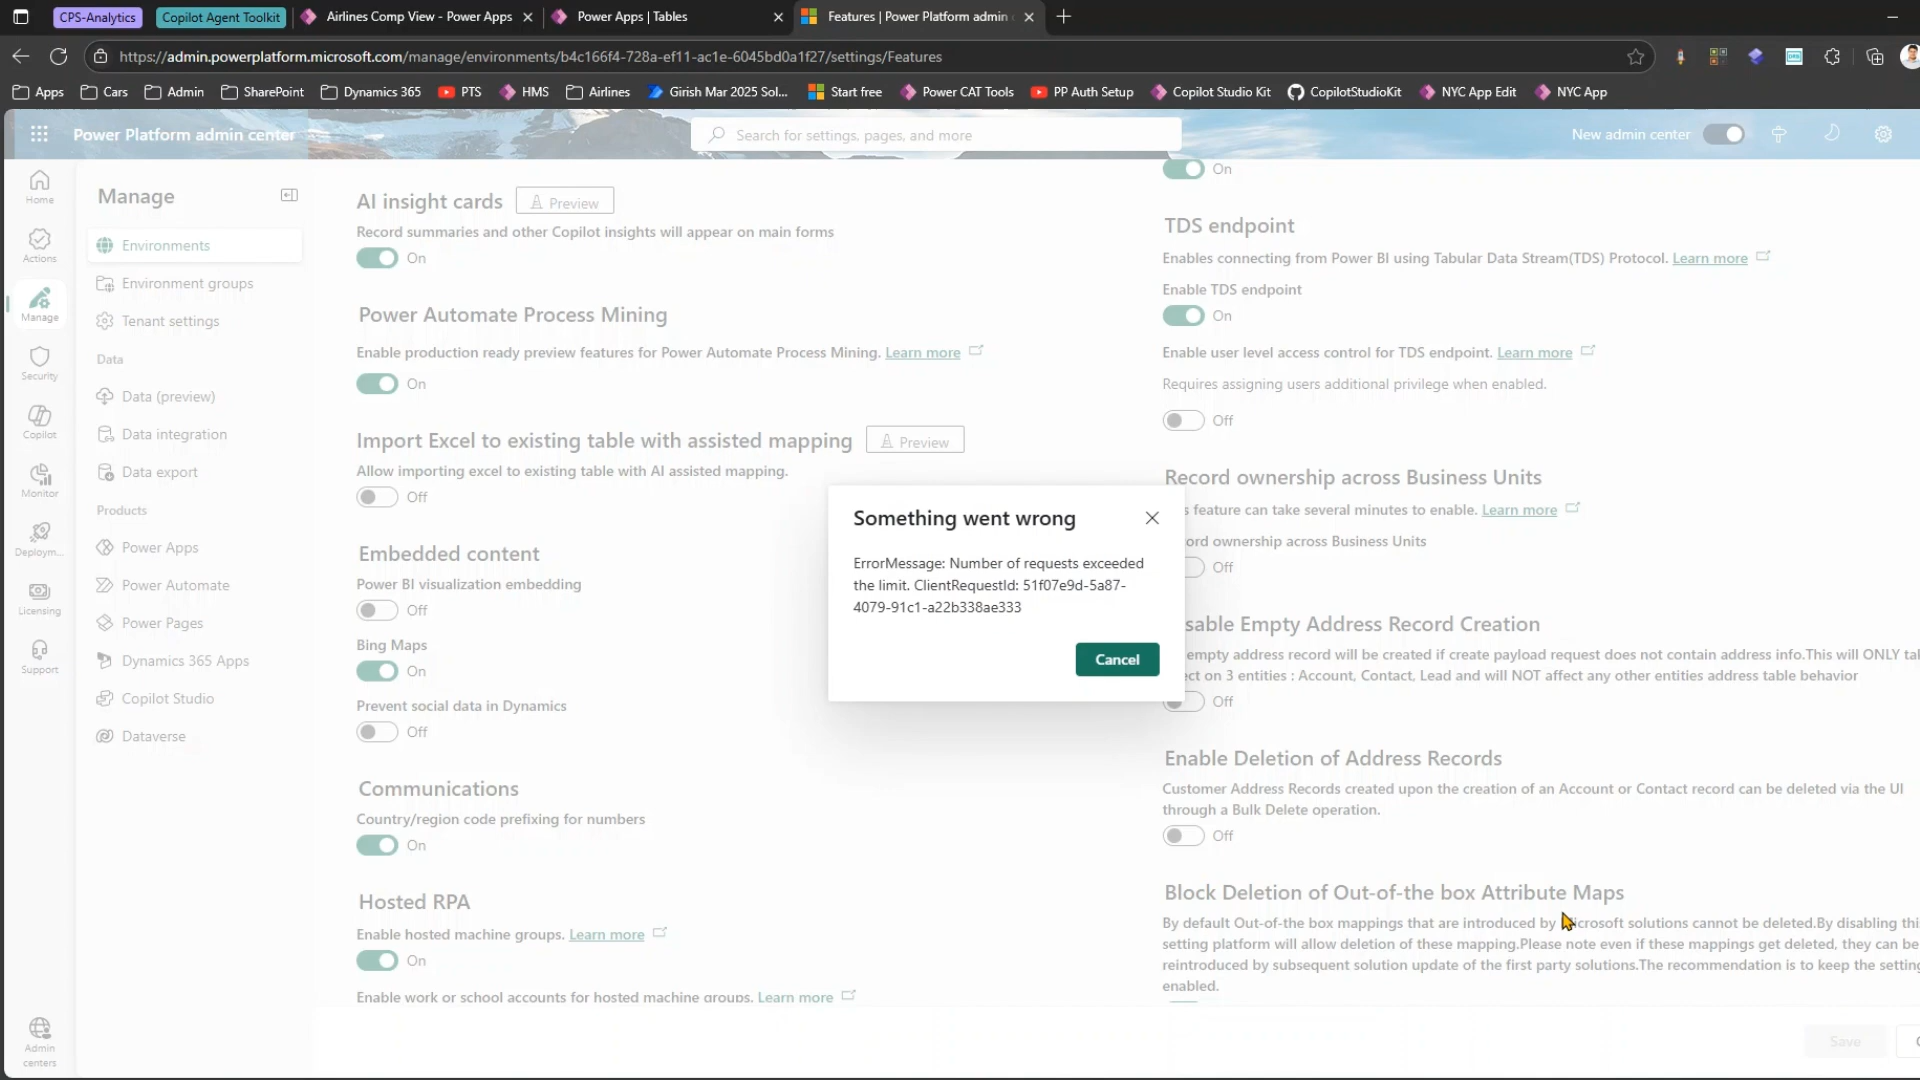 CPS-Analytics
Copilot Agent Toolkit
Airlines Comp View - Power Apps
Power Apps | Tables
Features | Power Platform admin
https://admin.powerplatform.microsoft.com/manage/environments/b4c166f4-728a-ef11-ac1e-6045bd0a1f27/settings/Features
Apps
Cars
Admin
SharePoint
Dynamics 365
PTS
HMS
Airlines
Girish Mar 2025 Sol...
Start free
Power CAT Tools
PP Auth Setup
Copilot Studio Kit
CopilotStudioKit
NYC App Edit
NYC App
Power Platform admin center
Search for settings, pages, and more
New admin center
Home
Actions
Manage
Security
Copilot
Monitor
Deploym...
Licensing
Support
Admin
centers
Manage
Environments
Environment groups
Tenant settings
Data
Data (preview)
Data integration
Data export
Products
Power Apps
Power Automate
Power Pages
Dynamics 365 Apps
Copilot Studio
Dataverse
AI insight cards
Preview
Record summaries and other Copilot insights will appear on main forms
On
Power Automate Process Mining
Enable production ready preview features for Power Automate Process Mining. Learn more
On
Import Excel to existing table with assisted mapping
Preview
Allow importing excel to existing table with AI assisted mapping.
Off
Embedded content
Power BI visualization embedding
Off
Bing Maps
On
Prevent social data in Dynamics
Off
Communications
Country/region code prefixing for numbers
On
Hosted RPA
Enable hosted machine groups. Learn more
On
Enable work or school accounts for hosted machine groups. Learn more
Something went wrong
ErrorMessage: Number of requests exceeded
the limit. ClientRequestId: 51f07e9d-5a87-
4079-91c1-a22b338ae333
Cancel
On
TDS endpoint
Enables connecting from Power BI using Tabular Data Stream(TDS) Protocol. Learn more
Enable TDS endpoint
On
Enable user level access control for TDS endpoint. Learn more
Requires assigning users additional privilege when enabled.
Off
Record ownership across Business Units
s feature can take several minutes to enable. Learn more
ord ownership across Business Units
Off
sable Empty Address Record Creation
empty address record will be created if create payload request does not contain address info.This will ONLY tak
ect on 3 entities : Account, Contact, Lead and will NOT affect any other entities address table behavior
Off
Enable Deletion of Address Records
Customer Address Records created upon the creation of an Account or Contact record can be deleted via the UI
through a Bulk Delete operation.
Off
Block Deletion of Out-of-the box Attribute Maps
By default Out-of-the box mappings that are introduced by Microsoft solutions cannot be deleted.By disabling this
setting platform will allow deletion of these mapping.Please note even if these mappings get deleted, they can be
reintroduced by subsequent solution update of the first party solutions.The recommendation is to keep the setting
enabled.
Save